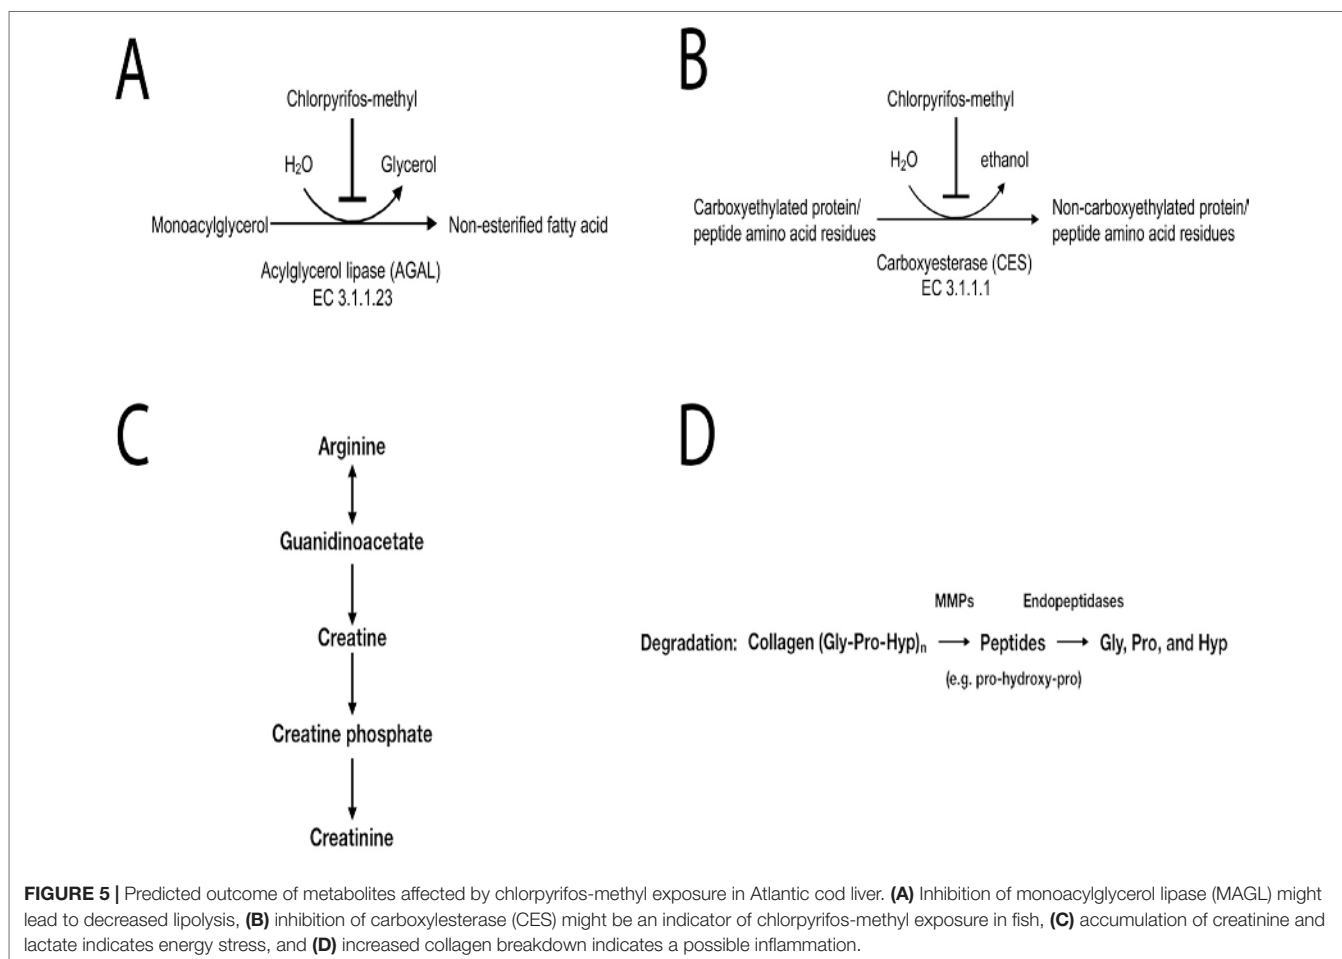 A
Chlorpyrifos-methyl
H₂O
Glycerol
Monoacylglycerol
Non-esterified fatty acid
Acylglycerol lipase (AGAL)
EC 3.1.1.23
B
Chlorpyrifos-methyl
H₂O
ethanol
Carboxyethylated protein/
peptide amino acid residues
Non-carboxyethylated protein/
peptide amino acid residues
Carboxyesterase (CES)
EC 3.1.1.1
C
Arginine
Guanidinoacetate
Creatine
Creatine phosphate
Creatinine
D
MMPs
Endopeptidases
Degradation: Collagen (Gly-Pro-Hyp)ₙ → Peptides → Gly, Pro, and Hyp
(e.g. pro-hydroxy-pro)
FIGURE 5 | Predicted outcome of metabolites affected by chlorpyrifos-methyl exposure in Atlantic cod liver. (A) Inhibition of monoacylglycerol lipase (MAGL) might
lead to decreased lipolysis, (B) inhibition of carboxylesterase (CES) might be an indicator of chlorpyrifos-methyl exposure in fish, (C) accumulation of creatinine and
lactate indicates energy stress, and (D) increased collagen breakdown indicates a possible inflammation.